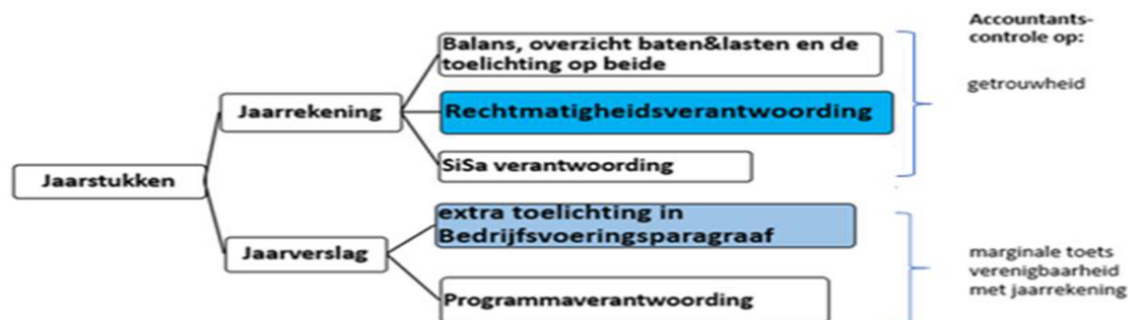 Accountants-
controle op:
Balans, overzicht baten&lasten en de
toelichting op beide
getrouwheid
Jaarrekening
Rechtmatigheidsverantwoording
SiSa verantwoording
Jaarstukken
extra toelichting in
Bedrijfsvoeringsparagraaf
Jaarverslag
marginale toets
verenigbaarheid
met jaarrekening
Programmaverantwoording